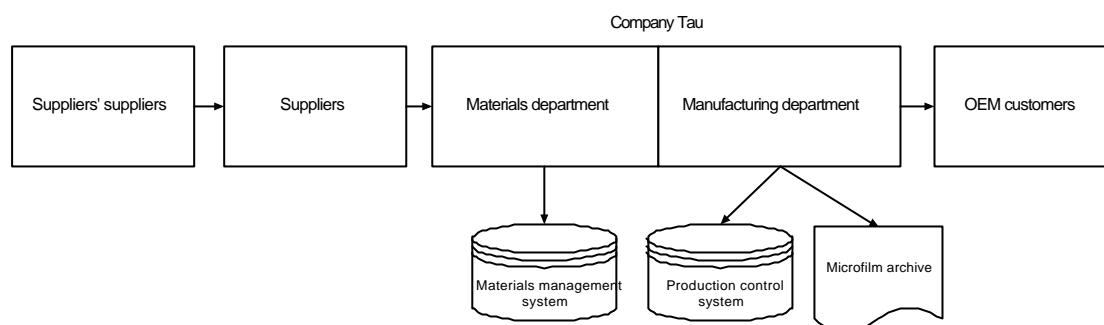 Company Tau
Suppliers' suppliers
Suppliers
Materials department
Manufacturing department
OEM customers
Materials management
system
Production control
system
Microfilm archive